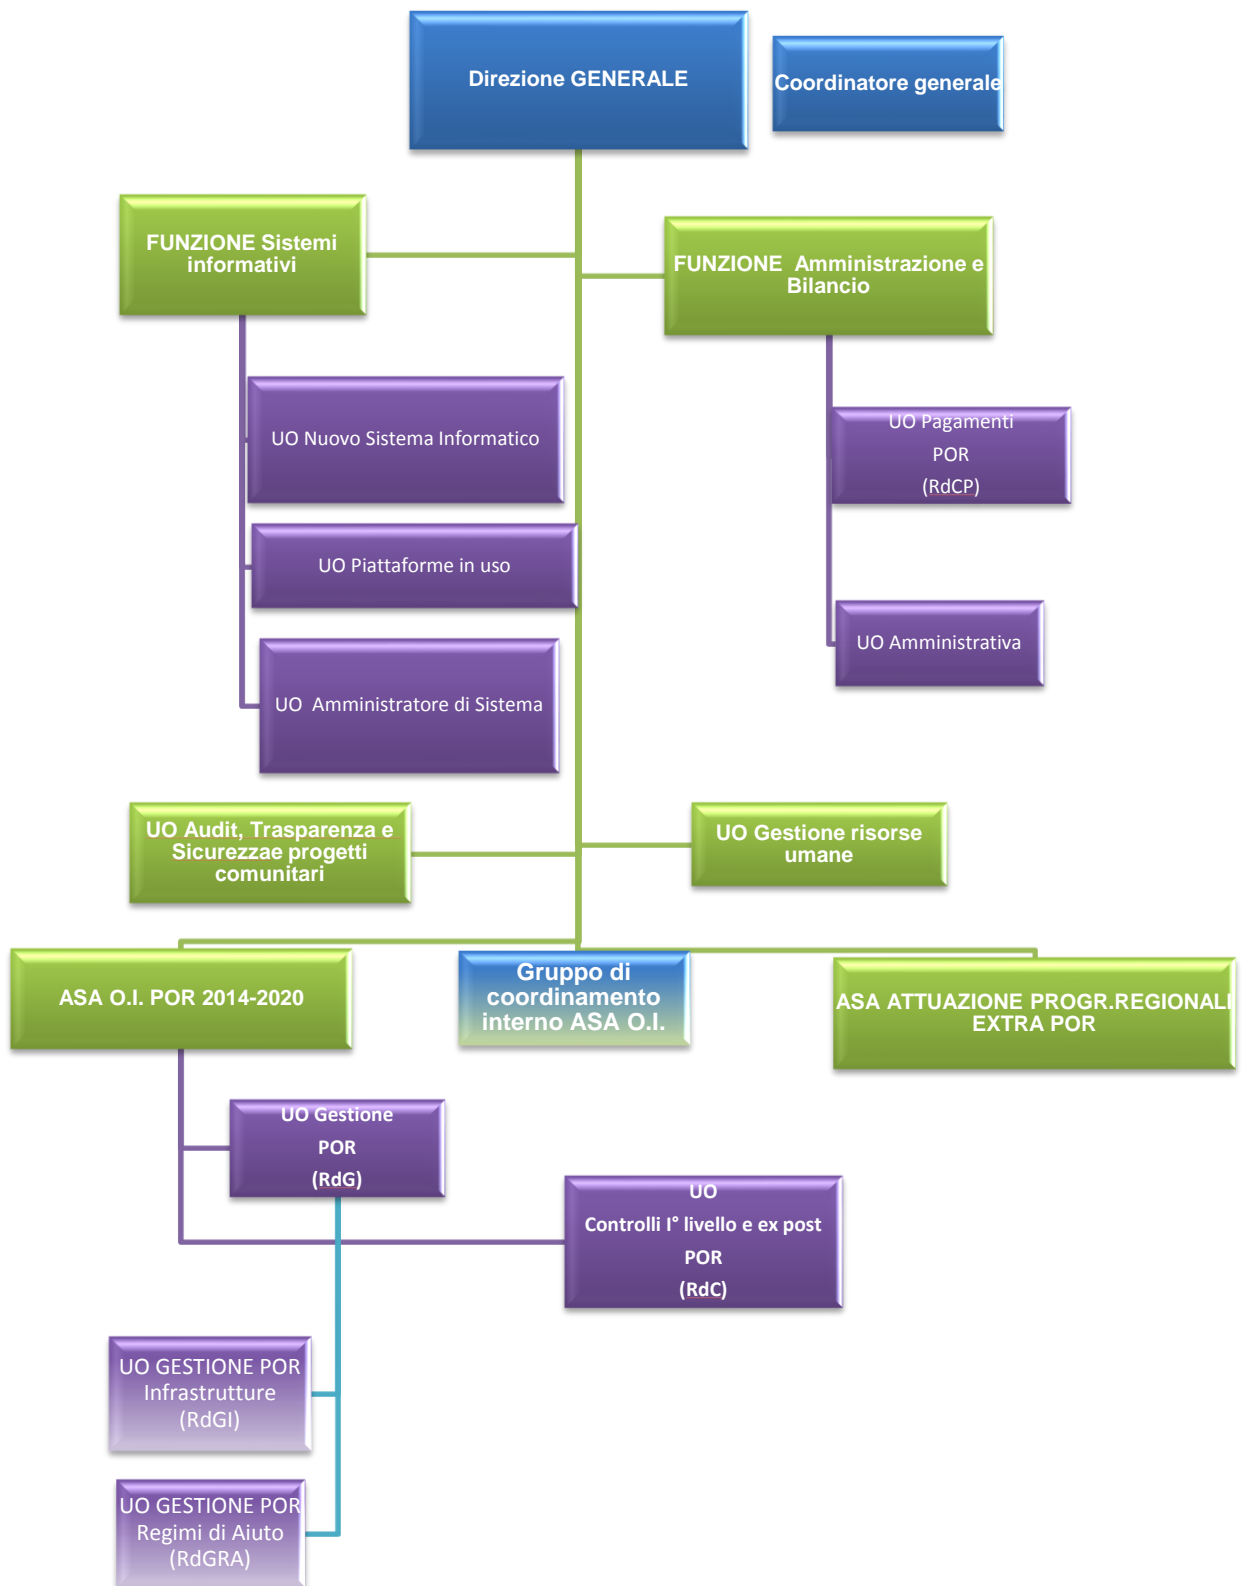 Direzione GENERALE
Coordinatore generale
FUNZIONE Sistemi
informativi
FUNZIONE  Amministrazione e
Bilancio
UO Nuovo Sistema Informatico
UO Pagamenti
POR
(RdCP)
UO Piattaforme in uso
UO Amministrativa
UO  Amministratore di Sistema
UO Audit, Trasparenza e
Sicurezzae progetti
comunitari
UO Gestione risorse
umane
ASA O.I. POR 2014-2020
Gruppo di
coordinamento
interno ASA O.I.
ASA ATTUAZIONE PROGR.REGIONALI
EXTRA POR
UO Gestione
POR
(RdG)
UO
Controlli I° livello e ex post
POR
(RdC)
UO GESTIONE POR
Infrastrutture
(RdGI)
UO GESTIONE POR
Regimi di Aiuto
(RdGRA)